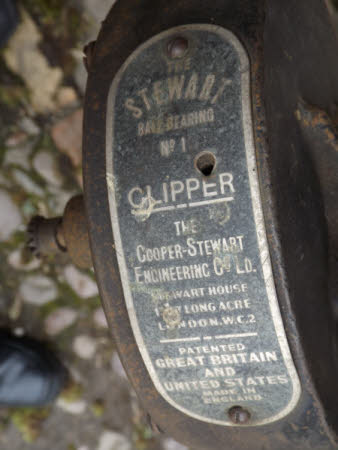 THE
STEWART
BALL BEARING
Nº 1
CLIPPER
THE
COOPER-STEWART
ENGINEERING Cº LD.
STEWART HOUSE
LONG ACRE
LONDON. W.C.2
PATENTED
GREAT BRITAIN
AND
UNITED STATES
MADE IN
ENGLAND